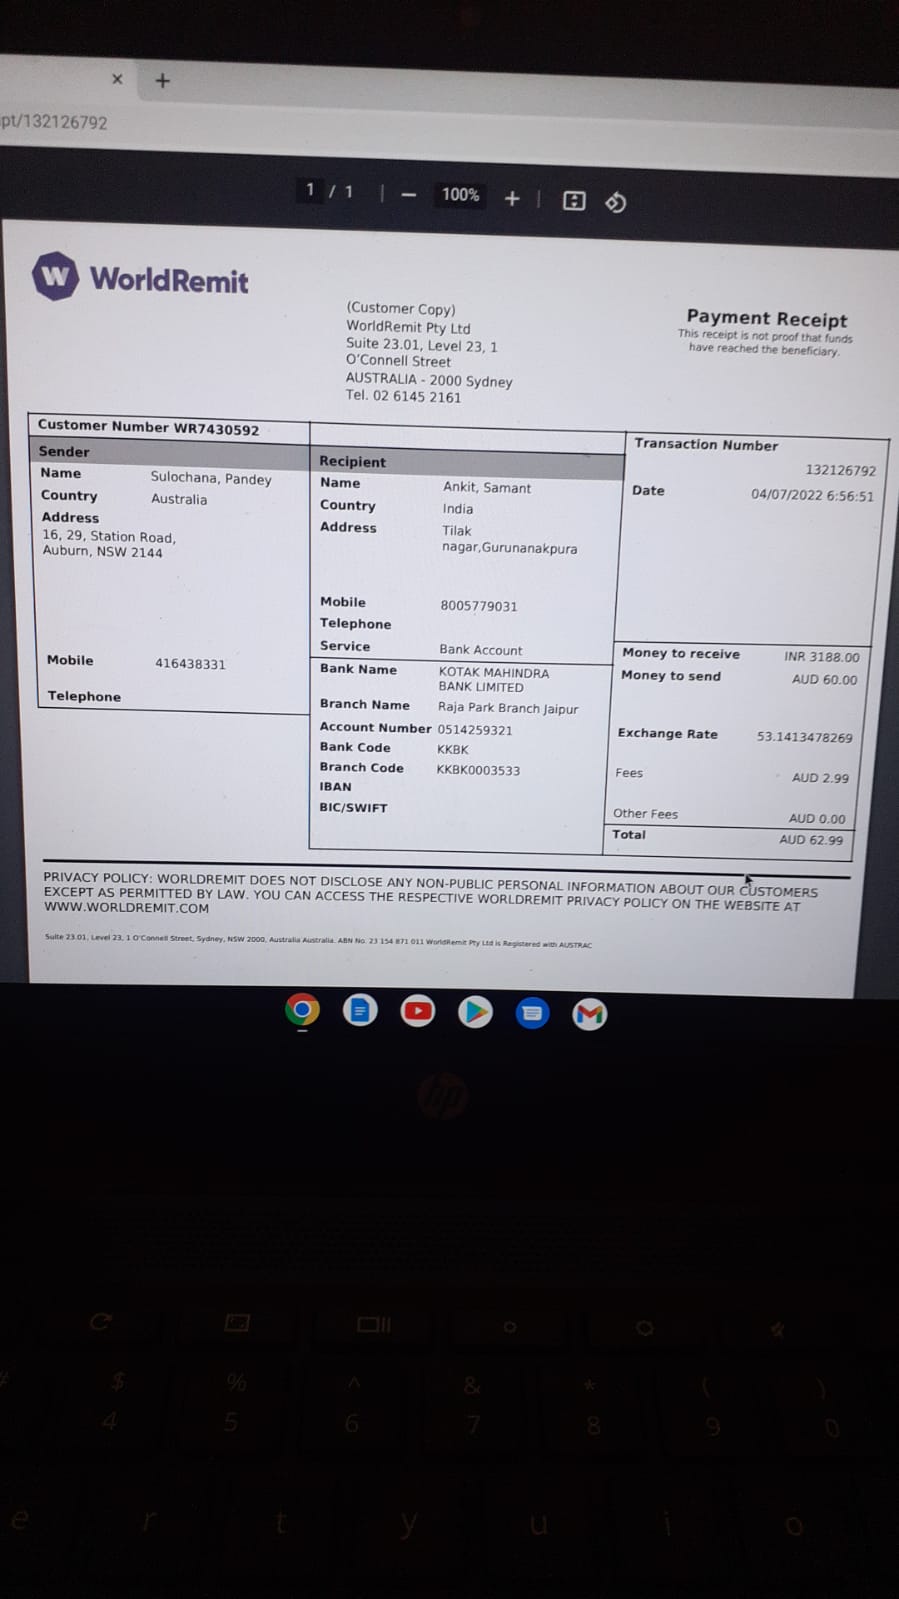 × +
pt/132126792
1 / 1 | − 100% + |
W WorldRemit
(Customer Copy)
WorldRemit Pty Ltd
Suite 23.01, Level 23, 1
O'Connell Street
AUSTRALIA - 2000 Sydney
Tel. 02 6145 2161
Payment Receipt
This receipt is not proof that funds
have reached the beneficiary.
Customer Number WR7430592
Sender
Name Sulochana, Pandey
Country Australia
Address
16, 29, Station Road,
Auburn, NSW 2144
Mobile 416438331
Telephone
Recipient
Name Ankit, Samant
Country India
Address Tilak
nagar,Gurunanakpura
Mobile 8005779031
Telephone
Service Bank Account
Bank Name KOTAK MAHINDRA
BANK LIMITED
Branch Name Raja Park Branch Jaipur
Account Number 0514259321
Bank Code KKBK
Branch Code KKBK0003533
IBAN
BIC/SWIFT
Transaction Number
132126792
Date 04/07/2022 6:56:51
Money to receive INR 3188.00
Money to send AUD 60.00
Exchange Rate 53.1413478269
Fees AUD 2.99
Other Fees AUD 0.00
Total AUD 62.99
PRIVACY POLICY: WORLDREMIT DOES NOT DISCLOSE ANY NON-PUBLIC PERSONAL INFORMATION ABOUT OUR CUSTOMERS
EXCEPT AS PERMITTED BY LAW. YOU CAN ACCESS THE RESPECTIVE WORLDREMIT PRIVACY POLICY ON THE WEBSITE AT
WWW.WORLDREMIT.COM
Suite 23.01, Level 23, 1 O'Connell Street, Sydney, NSW 2000, Australia Australia. ABN No. 23 154 871 011 WorldRemit Pty Ltd is Registered with AUSTRAC
hp
# $ % ^ & * ( )
4 5 6 7 8 9 0
e r t y u i o